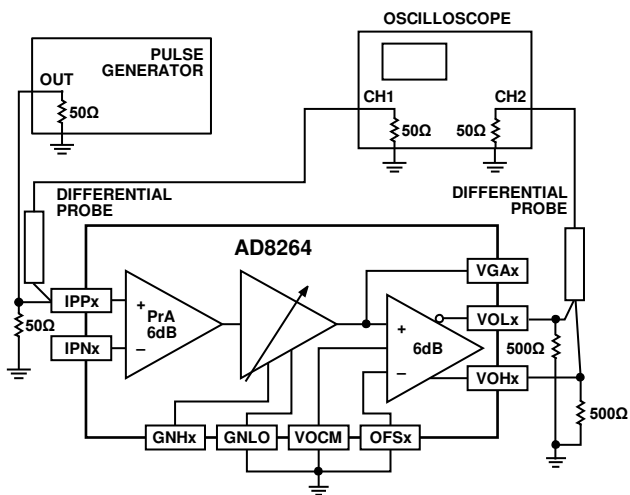 OSCILLOSCOPE
PULSE
GENERATOR
OUT
50Ω
CH1
CH2
50Ω
50Ω
DIFFERENTIAL
PROBE
DIFFERENTIAL
PROBE
AD8264
VGAx
IPPx
+
PrA
6dB
–
IPNx
50Ω
+
6dB
–
VOLx
500Ω
VOHx
500Ω
GNHx
GNLO
VOCM
OFSx